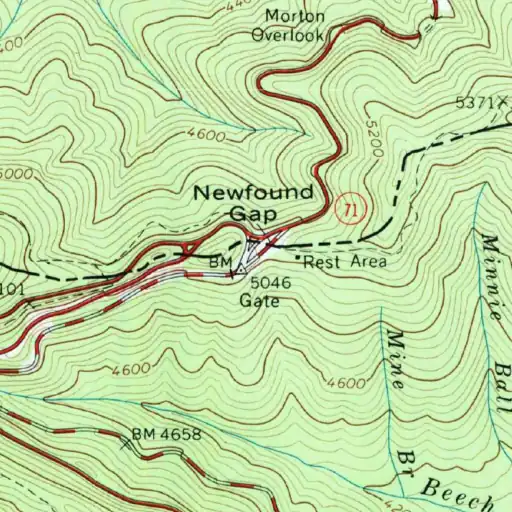 Morton
Overlook
4600
5371
5200
5000
Newfound
Gap
71
BM
Rest Area
5046
Gate
Minnie
Ball
Mine
Br
4600
4600
BM 4658
Beech